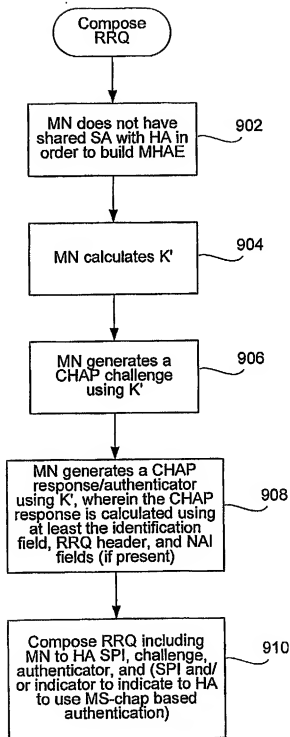 Compose
RRQ
MN does not have
shared SA with HA in
order to build MHAE
902
MN calculates K'
904
MN generates a
CHAP challenge
using K'
906
MN generates a CHAP
response/authenticator
using K', wherein the CHAP
response is calculated using
at least the identification
field, RRQ header, and NAI
fields (if present)
908
Compose RRQ including
MN to HA SPI, challenge,
authenticator, and (SPI and/
or indicator to indicate to HA
to use MS-chap based
authentication)
910